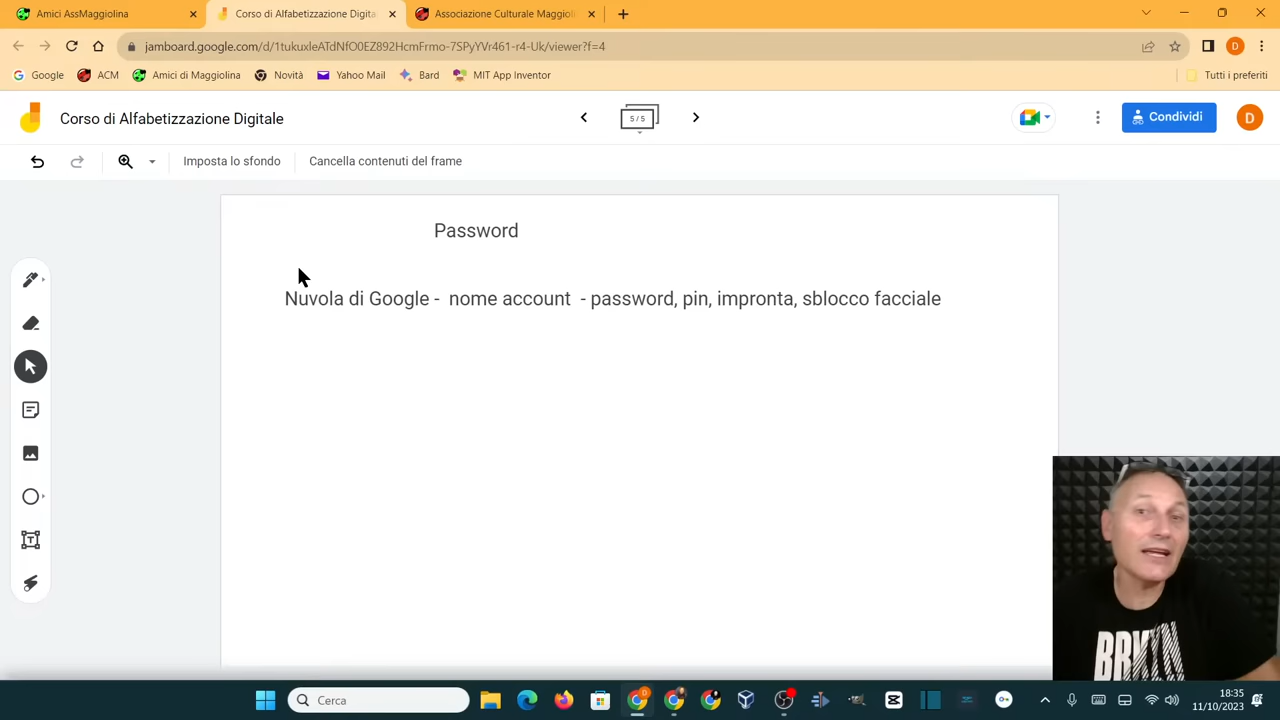 Amici AssMaggiolina
Corso di Alfabetizzazione Digita
Associazione Culturale Maggioli
jamboard.google.com/d/1tukuxleATdNfO0EZ892HcmFrmo-7SPyYVr461-r4-Uk/viewer?f=4
D
Google ACM Amici di Maggiolina Novità Yahoo Mail Bard MIT App Inventor Tutti i preferiti
Corso di Alfabetizzazione Digitale
5 / 5
Condividi
D
Imposta lo sfondo Cancella contenuti del frame
Password
Nuvola di Google - nome account - password, pin, impronta, sblocco facciale
Cerca
18:35
11/10/2023